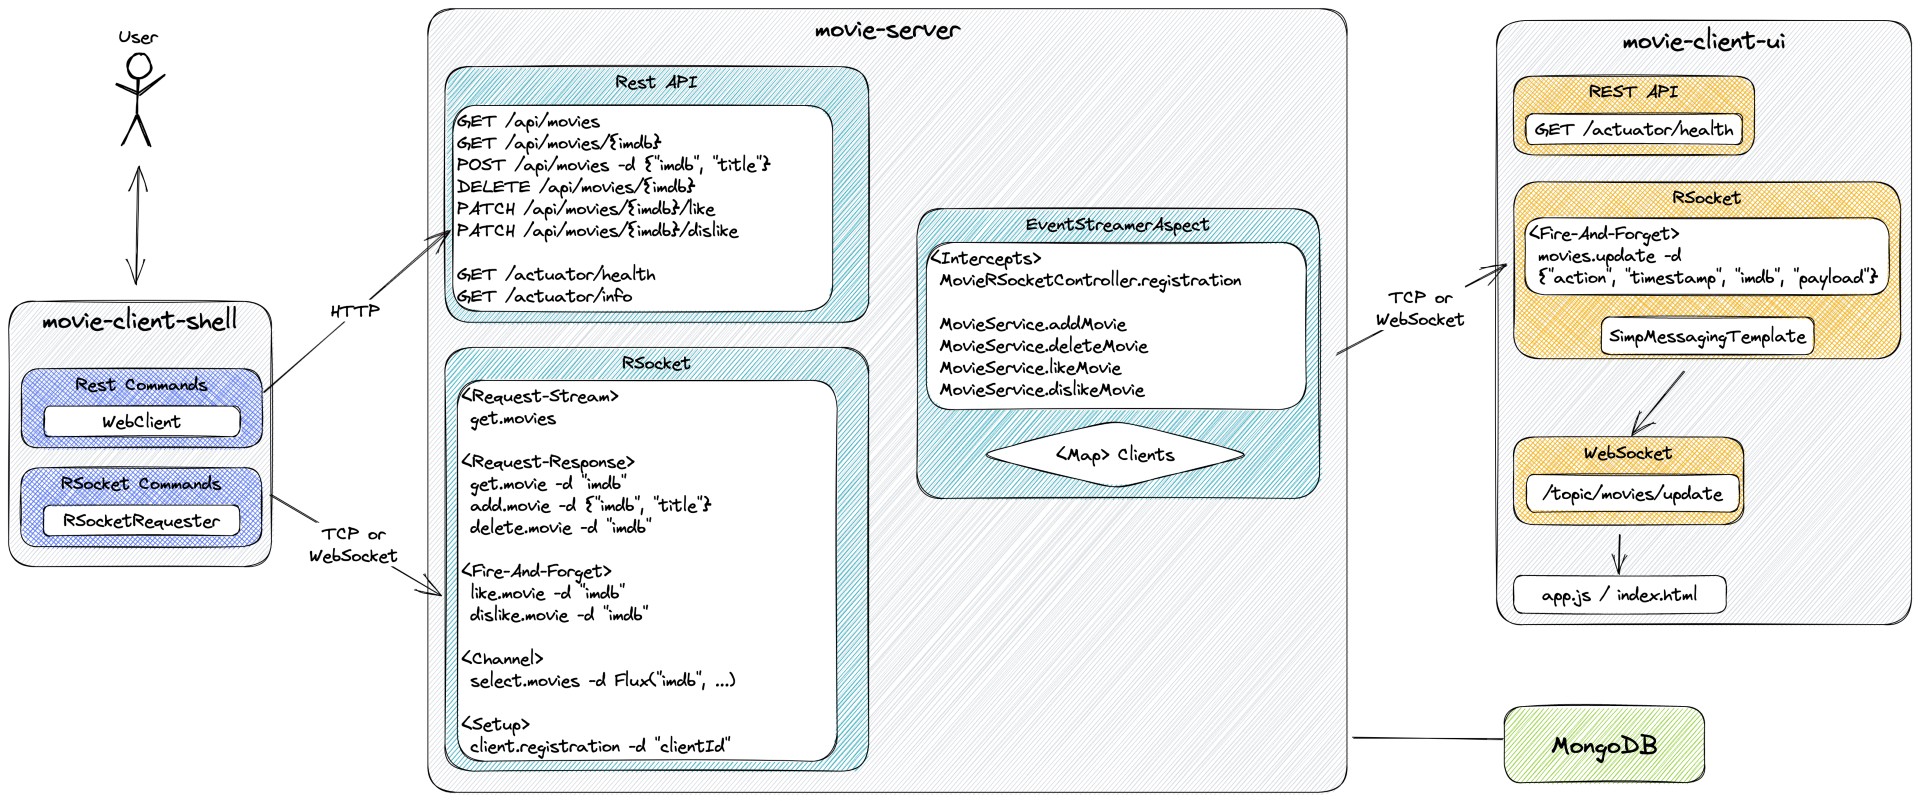 User
movie-client-shell
Rest Commands
WebClient
RSocket Commands
RSocketRequester
HTTP
TCP or
WebSocket
movie-server
Rest API
GET /api/movies
GET /api/movies/{imdb}
POST /api/movies -d {"imdb", "title"}
DELETE /api/movies/{imdb}
PATCH /api/movies/{imdb}/like
PATCH /api/movies/{imdb}/dislike
GET /actuator/health
GET /actuator/info
RSocket
<Request-Stream>
get.movies
<Request-Response>
get.movie -d "imdb"
add.movie -d {"imdb", "title"}
delete.movie -d "imdb"
<Fire-And-Forget>
like.movie -d "imdb"
dislike.movie -d "imdb"
<Channel>
select.movies -d Flux("imdb", ...)
<Setup>
client.registration -d "clientId"
EventStreamerAspect
<Intercepts>
MovieRSocketController.registration
MovieService.addMovie
MovieService.deleteMovie
MovieService.likeMovie
MovieService.dislikeMovie
<Map> Clients
TCP or
WebSocket
movie-client-ui
REST API
GET /actuator/health
RSocket
<Fire-And-Forget>
movies.update -d
{"action", "timestamp", "imdb", "payload"}
SimpMessagingTemplate
WebSocket
/topic/movies/update
app.js / index.html
MongoDB